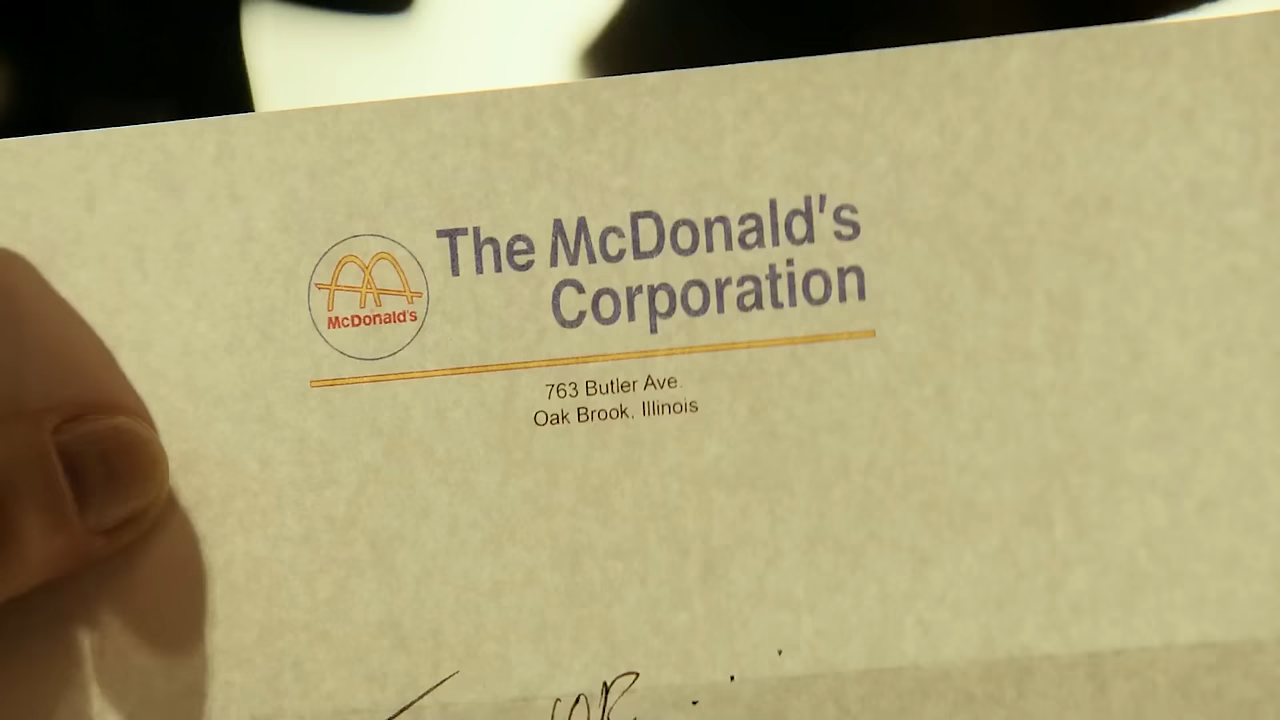 The McDonald's
Corporation
McDonald's
763 Butler Ave.
Oak Brook, Illinois